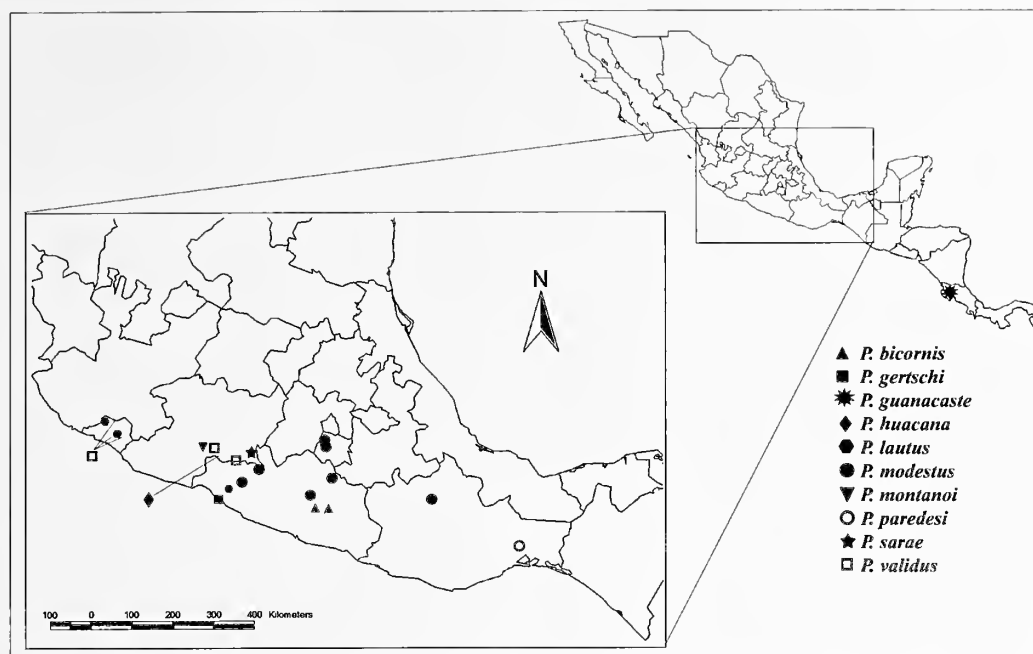 N
P. bicornis
P. gertschi
P. guanacaste
P. huacana
P. lautus
P. modestus
P. montanoi
P. paredesi
P. sarae
P. validus
100 0 100 200 300 400 Kilometers